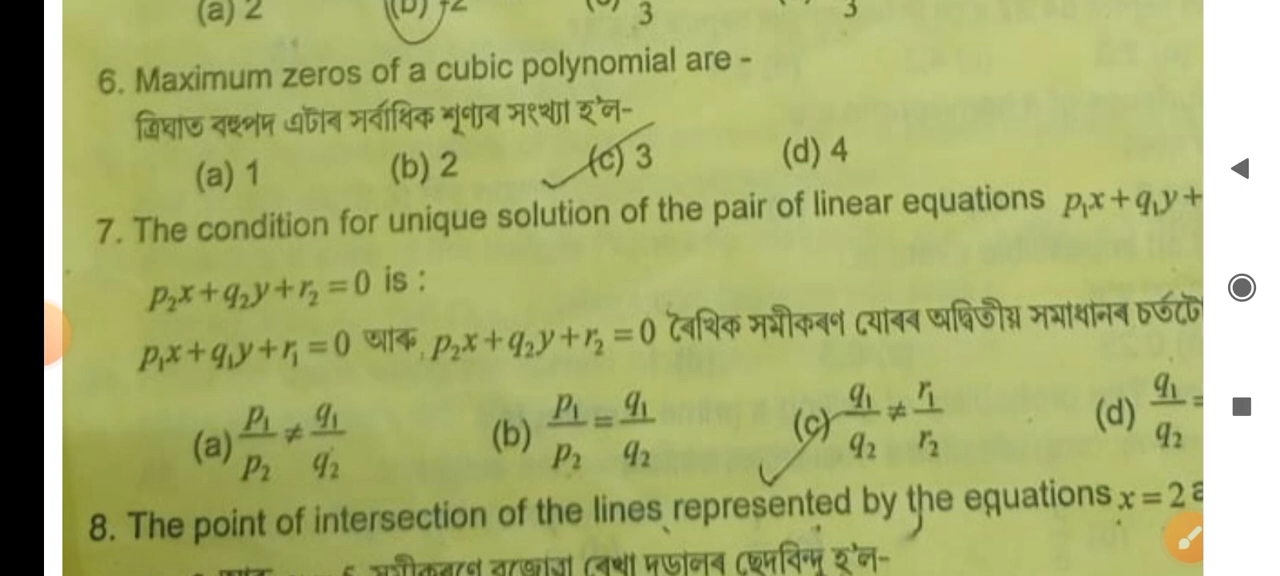 (a) 2 (b) 3 3
6. Maximum zeros of a cubic polynomial are -
ত্ৰিঘাত বহুপদ এটাৰ সৰ্বাধিক শূণ্যৰ সংখ্যা হ'ল-
(a) 1 (b) 2 (c) 3 (d) 4
7. The condition for unique solution of the pair of linear equations p₁x+q₁y+
p₂x+q₂y+r₂=0 is :
p₁x+q₁y+r₁=0 আৰু p₂x+q₂y+r₂=0 ৰৈখিক সমীকৰণ যোৰৰ অদ্বিতীয় সমাধানৰ চৰ্তটো
(a) p₁/p₂ ≠ q₁/q₂ (b) p₁/p₂ = q₁/q₂ (c) q₁/q₂ ≠ r₁/r₂ (d) q₁/q₂ =
8. The point of intersection of the lines represented by the equations x=2
হ'ল-